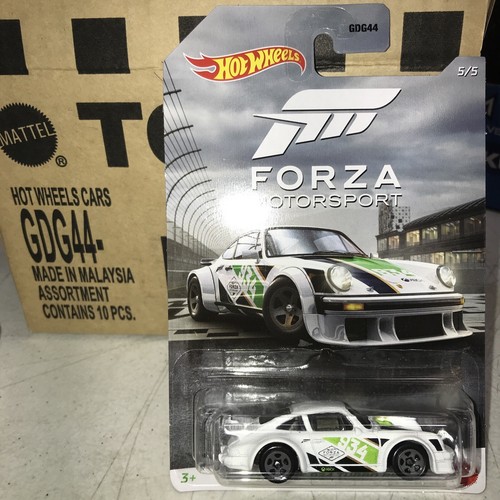 GDG44
HOT WHEELS
5/5
FORZA
MOTORSPORT
934
934
3+
MATTEL
®
TO
HOT WHEELS CARS
GDG44-
MADE IN MALAYSIA
ASSORTMENT
CONTAINS 10 PCS.